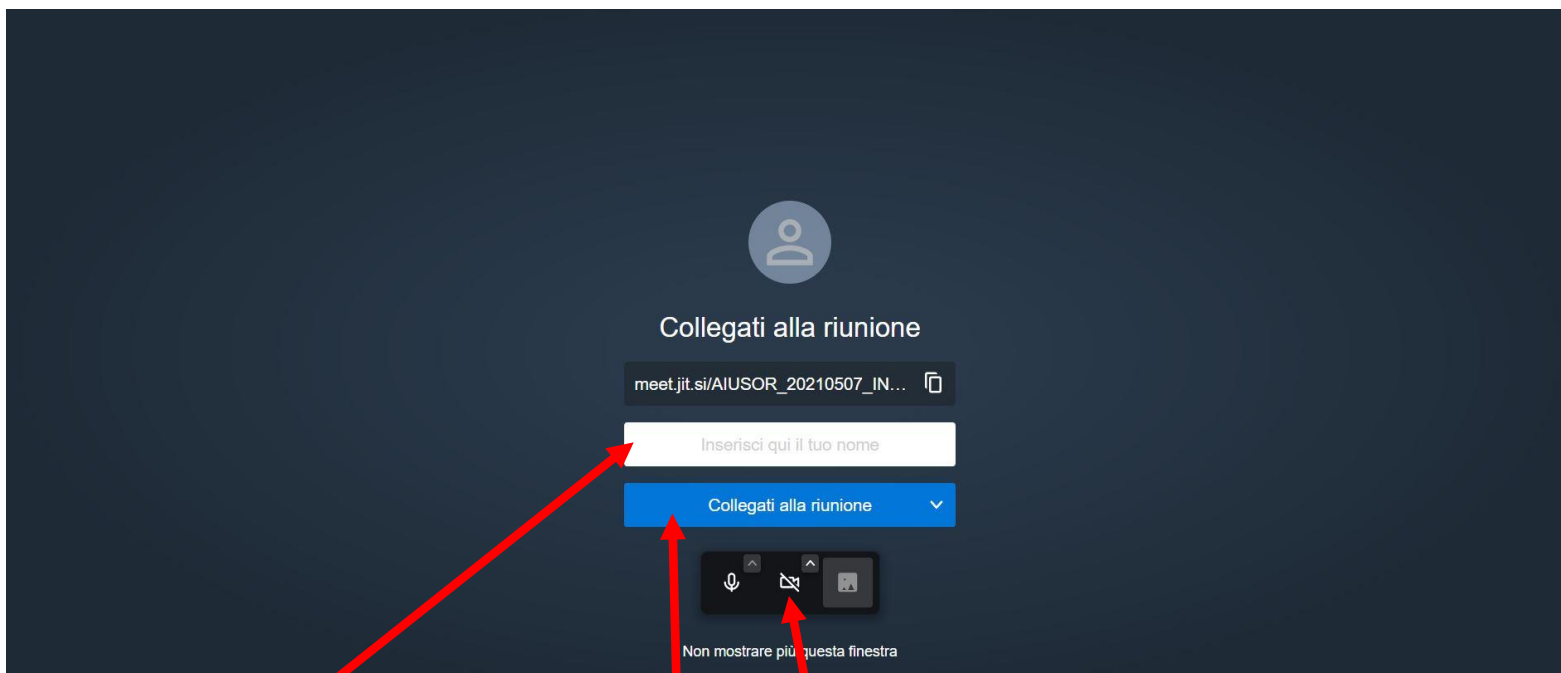 Collegati alla riunione
meet.jit.si/AIUSOR_20210507_IN...
Inserisci qui il tuo nome
Collegati alla riunione
Non mostrare più questa finestra